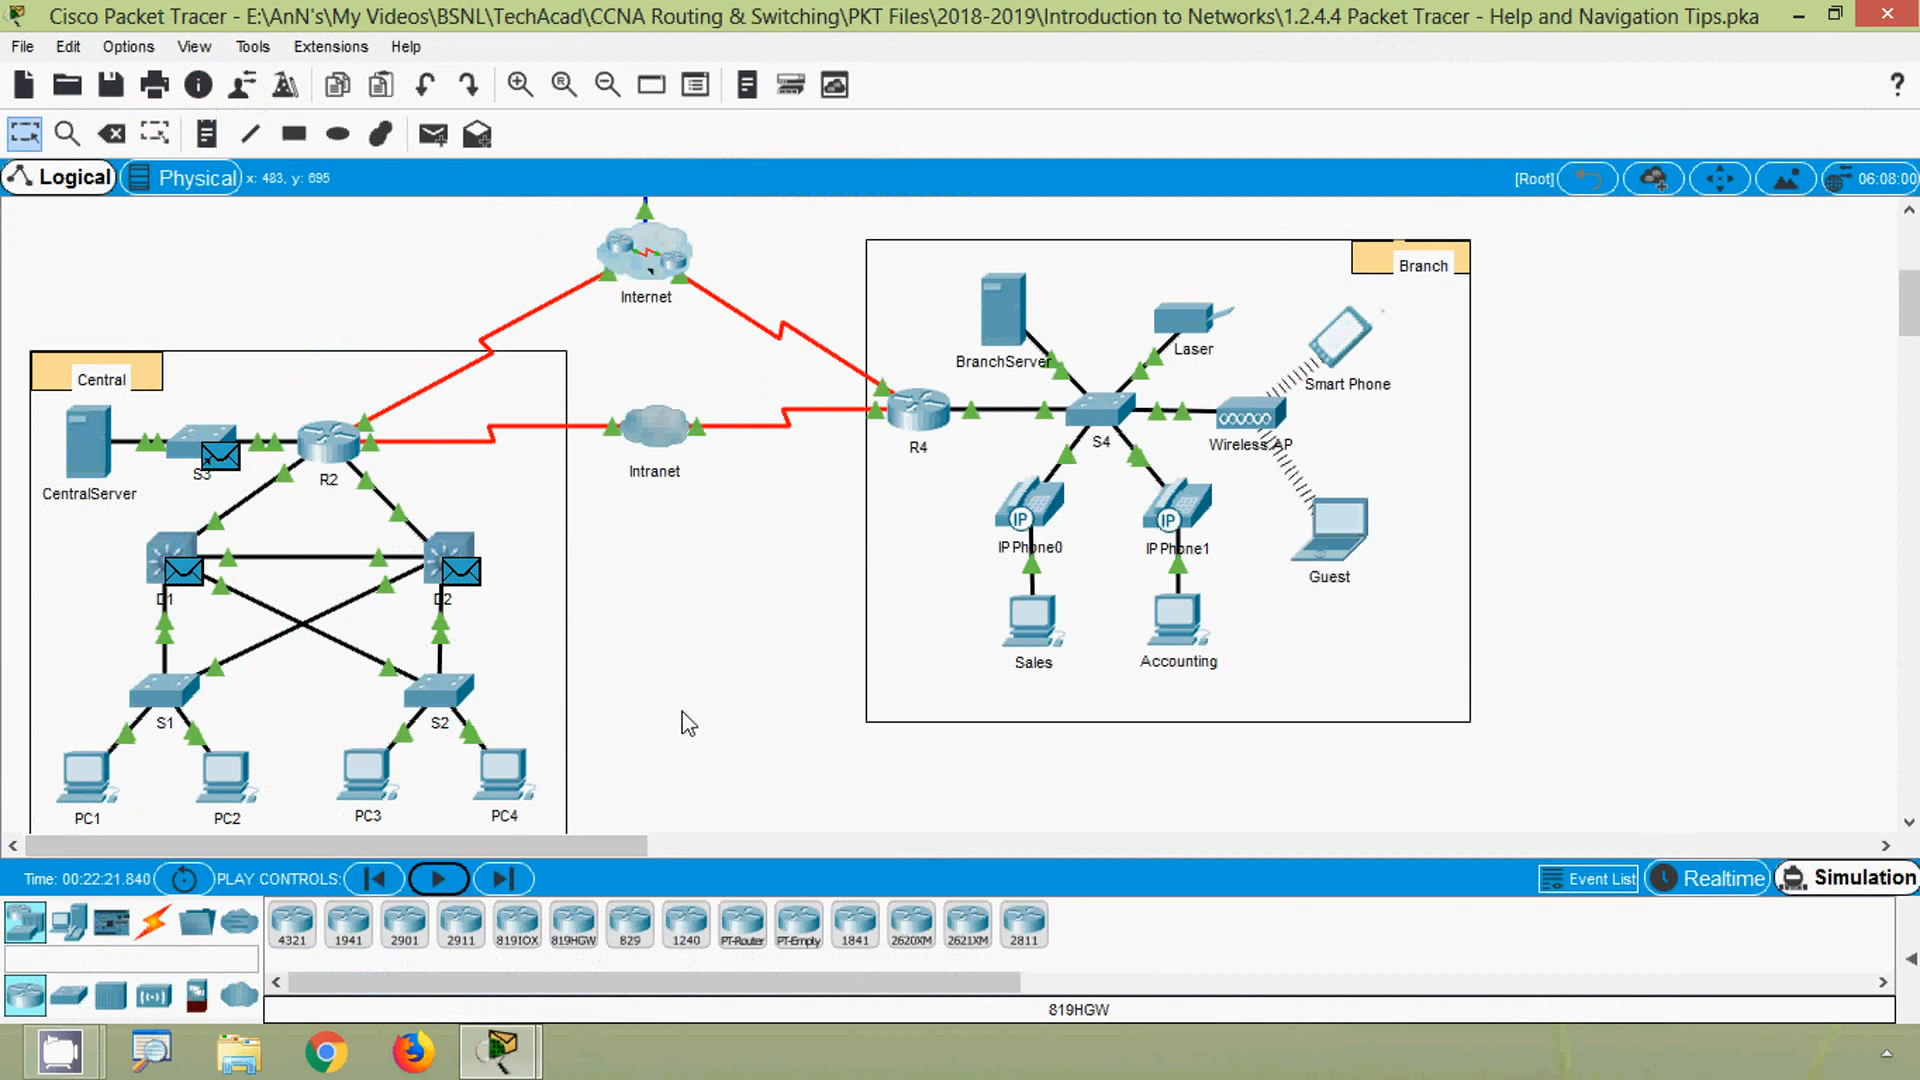 Cisco Packet Tracer - E:\AnN's\My Videos\BSNL\TechAcad\CCNA Routing & Switching\PKT Files\2018-2019\Introduction to Networks\1.2.4.4 Packet Tracer - Help and Navigation Tips.pka
File Edit Options View Tools Extensions Help
Logical Physical x: 483, y: 695 [Root] 06:08:00
Internet
Branch
BranchServer
Laser
Smart Phone
Central
R4
S4
Wireless AP
CentralServer
S3
R2
Intranet
IP
IP
IP Phone0
IP Phone1
Guest
D1
D2
Sales
Accounting
S1
S2
PC1
PC2
PC3
PC4
Time: 00:22:21.840 PLAY CONTROLS: Event List Realtime Simulation
4321 1941 2901 2911 819IOX 819HGW 829 1240 PT-Router PT-Empty 1841 2620XM 2621XM 2811
819HGW